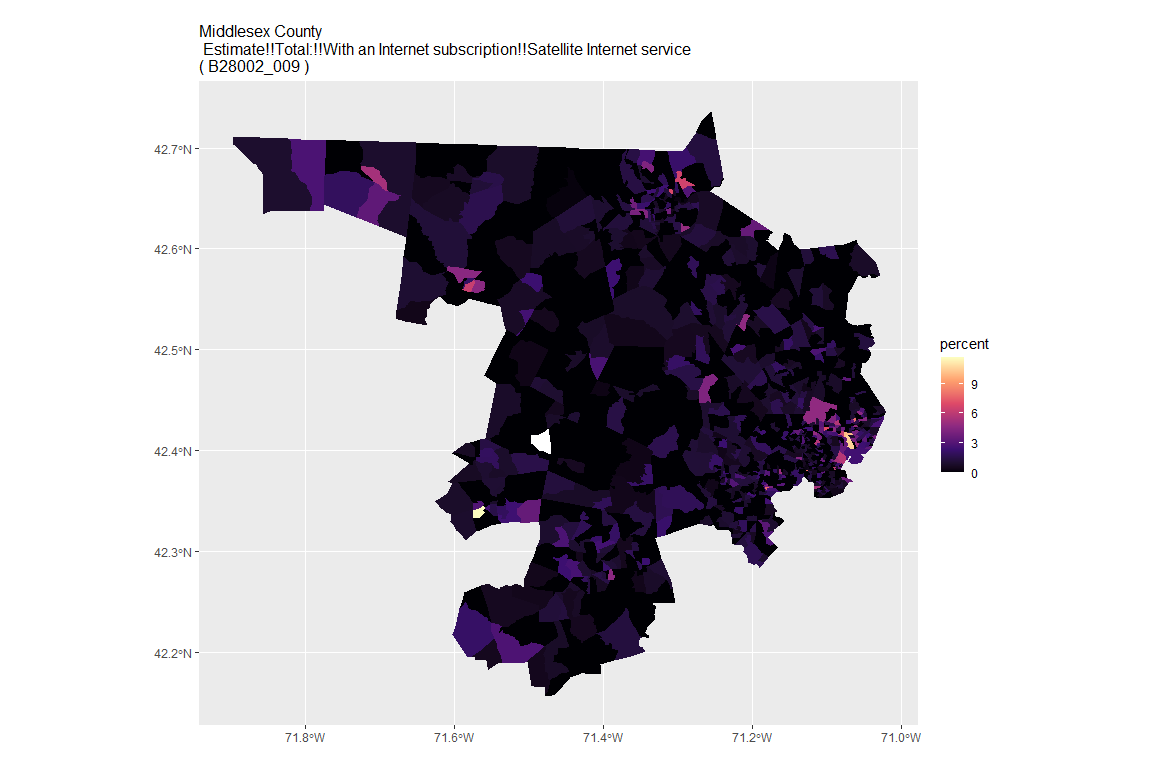 Middlesex County
Estimate!!Total:!!With an Internet subscription!!Satellite Internet service
( B28002_009 )
42.7°N
42.6°N
42.5°N
42.4°N
42.3°N
42.2°N
71.8°W
71.6°W
71.4°W
71.2°W
71.0°W
percent
9
6
3
0